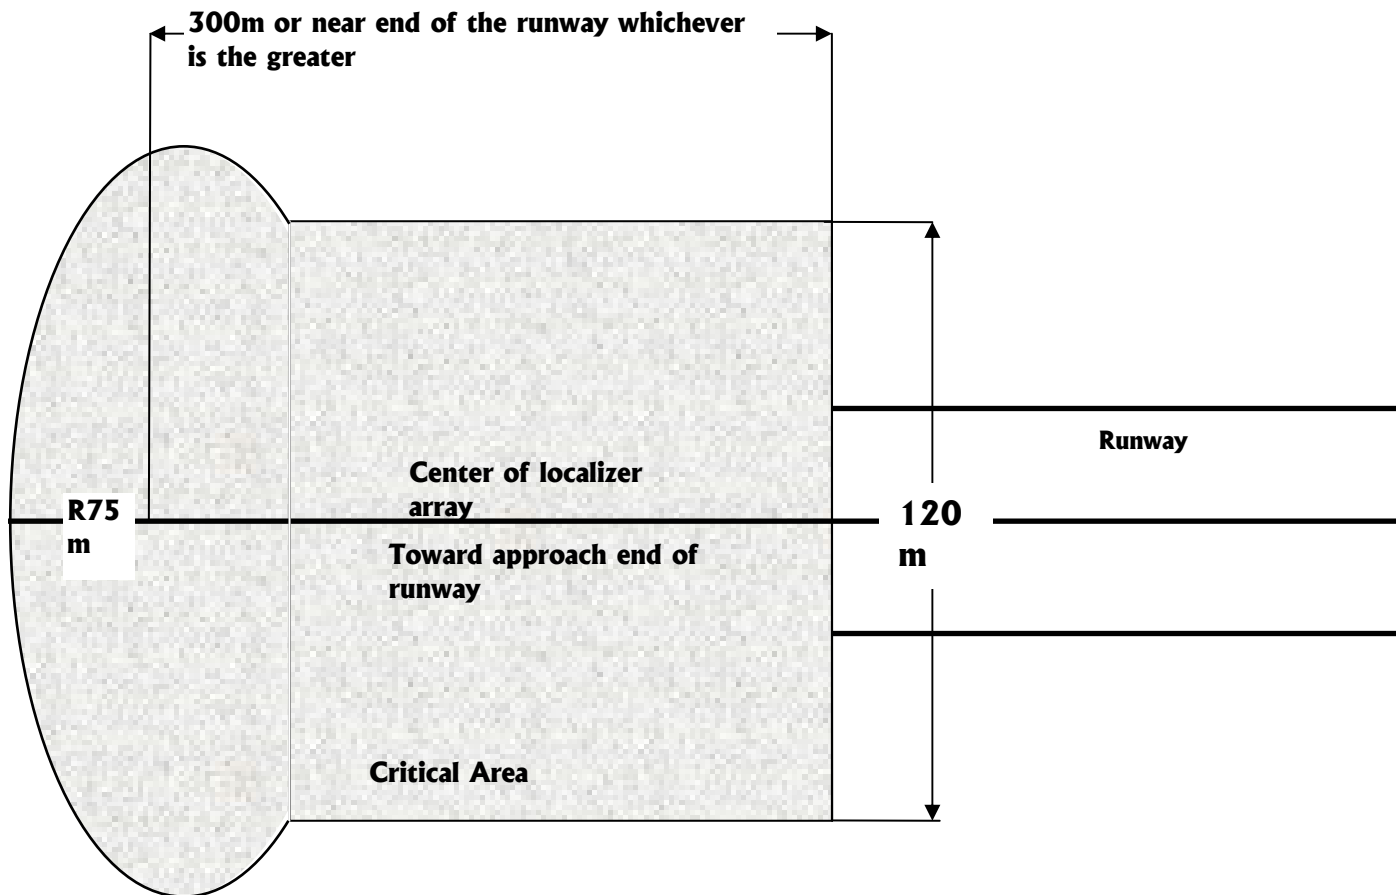 300m or near end of the runway whichever
is the greater
Runway
Center of localizer
array
R75
m
120
m
Toward approach end of
runway
Critical Area